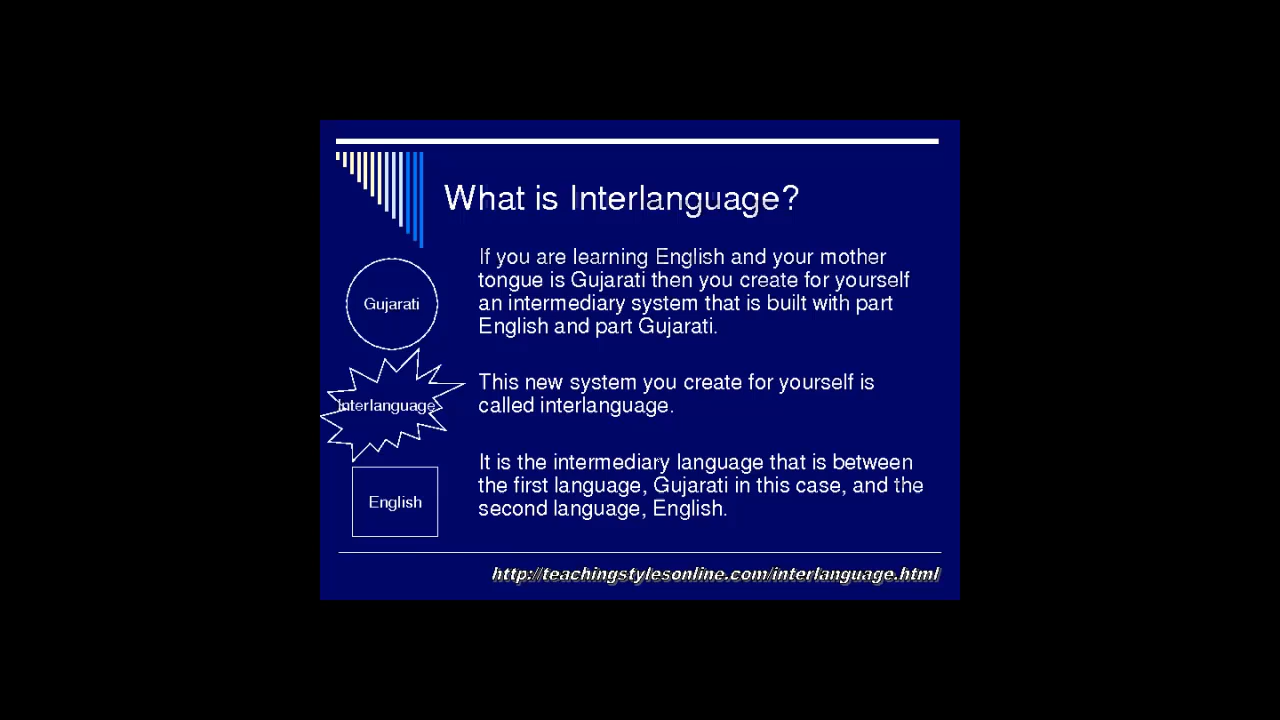 What is Interlanguage?
If you are learning English and your mother
tongue is Gujarati then you create for yourself
an intermediary system that is built with part
English and part Gujarati.
Gujarati
This new system you create for yourself is
called interlanguage.
Interlanguage
It is the intermediary language that is between
the first language, Gujarati in this case, and the
second language, English.
English
http://teachingstylesonline.com/interlanguage.html